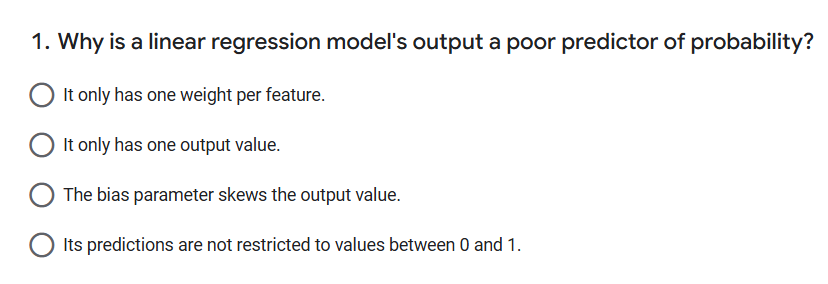 1. Why is a linear regression model's output a poor predictor of probability?
It only has one weight per feature.
It only has one output value.
The bias parameter skews the output value.
Its predictions are not restricted to values between 0 and 1.